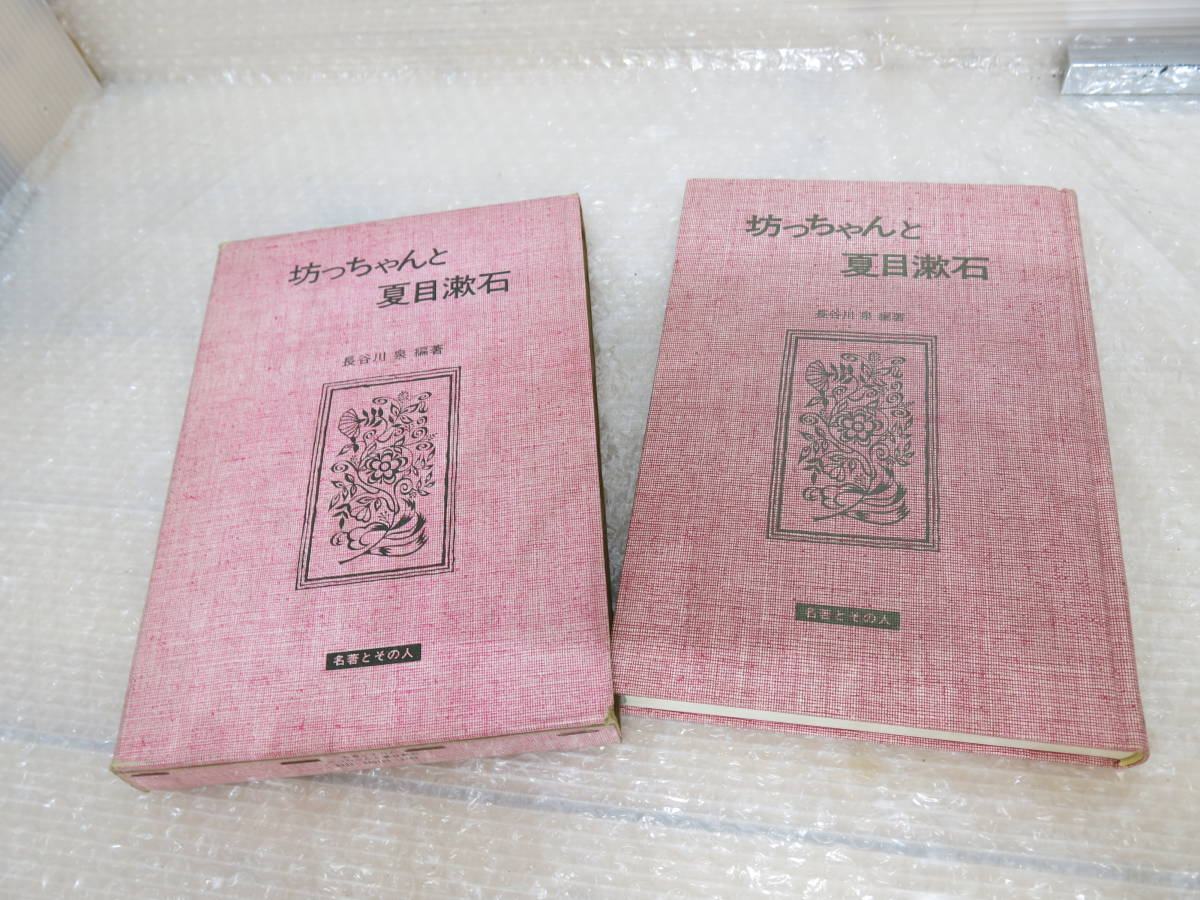 坊っちゃんと
夏目漱石
長谷川 泉 編著
名著とその人
坊っちゃんと
夏目漱石
長谷川 泉 編著
名著とその人